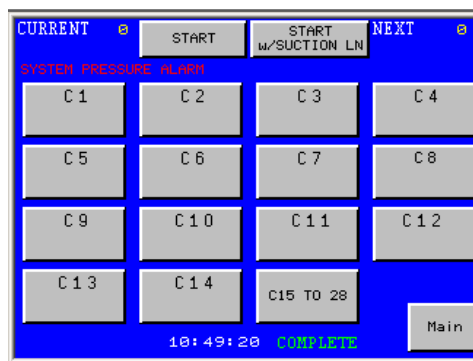 CURRENT 0 START START NEXT 0
w/SUCTION LN
SYSTEM PRESSURE ALARM
C1 C2 C3 C4
C5 C6 C7 C8
C9 C10 C11 C12
C13 C14 C15 TO 28
Main
10:49:20 COMPLETE